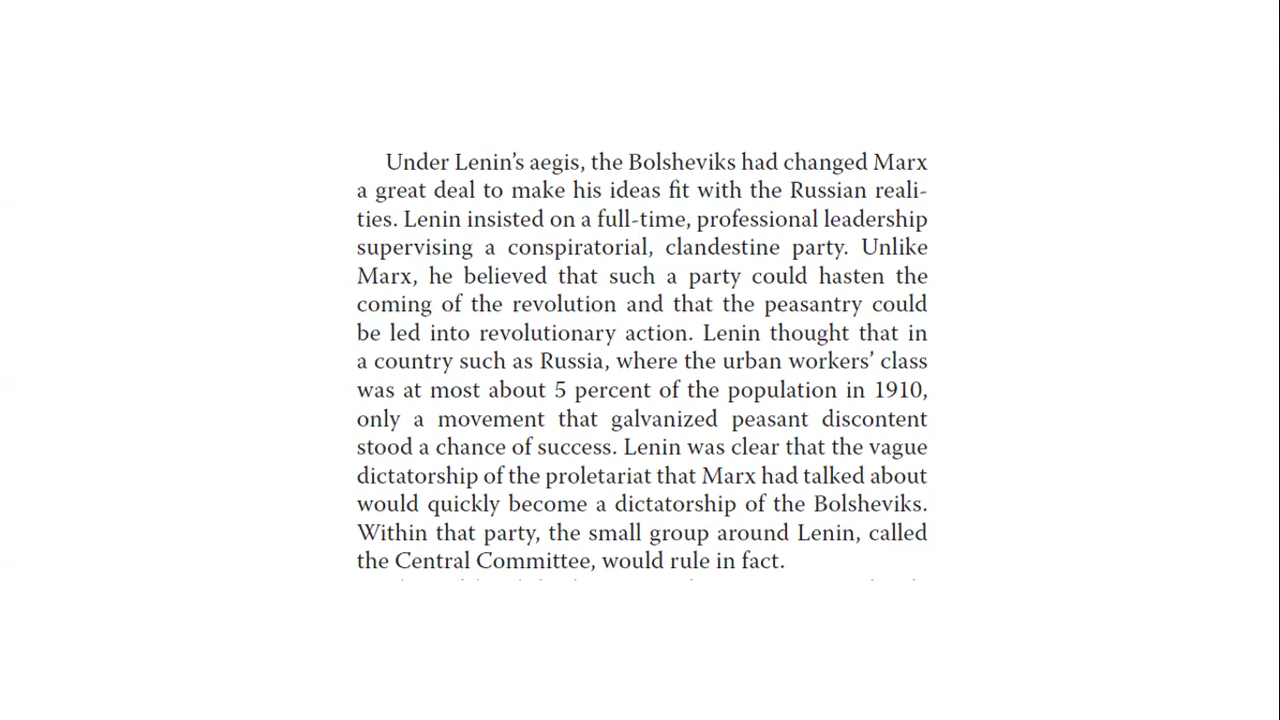 Under Lenin’s aegis, the Bolsheviks had changed Marx
a great deal to make his ideas fit with the Russian reali-
ties. Lenin insisted on a full-time, professional leadership
supervising a conspiratorial, clandestine party. Unlike
Marx, he believed that such a party could hasten the
coming of the revolution and that the peasantry could
be led into revolutionary action. Lenin thought that in
a country such as Russia, where the urban workers’ class
was at most about 5 percent of the population in 1910,
only a movement that galvanized peasant discontent
stood a chance of success. Lenin was clear that the vague
dictatorship of the proletariat that Marx had talked about
would quickly become a dictatorship of the Bolsheviks.
Within that party, the small group around Lenin, called
the Central Committee, would rule in fact.